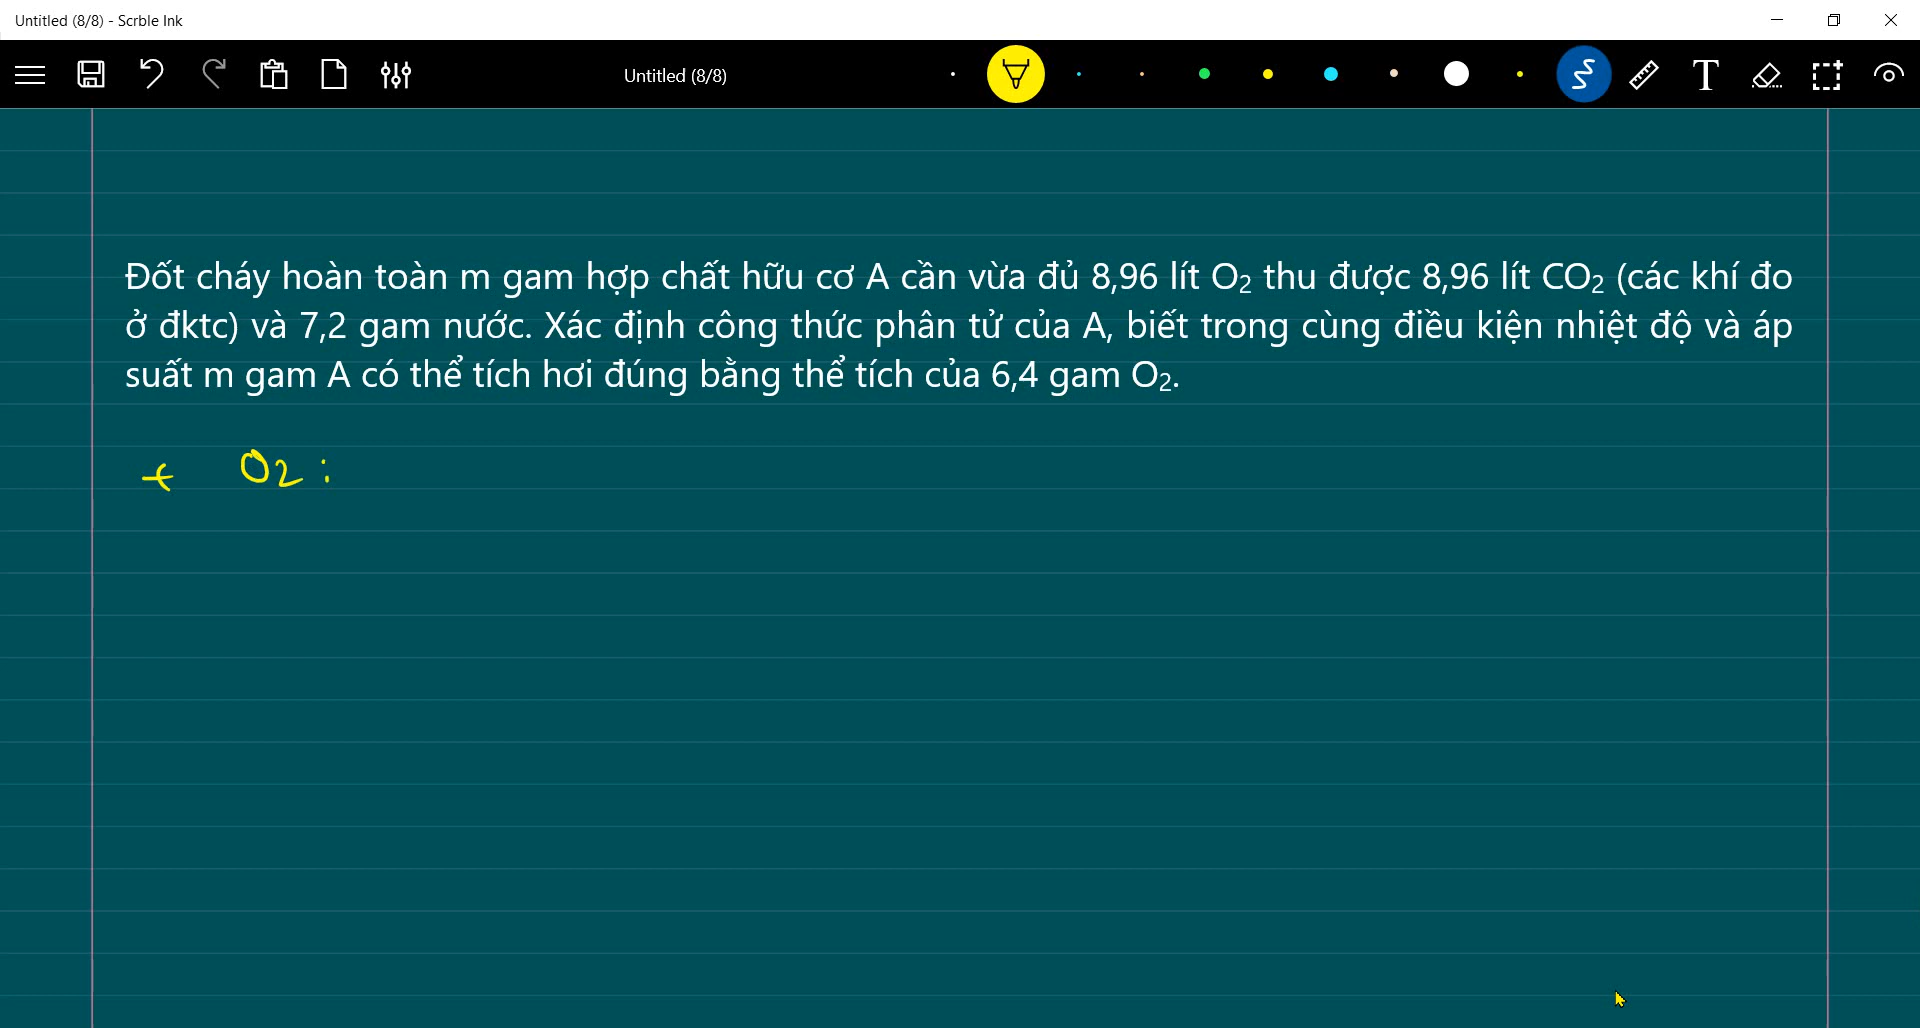 Untitled (8/8) - Scrble Ink
Untitled (8/8)
T
Đốt cháy hoàn toàn m gam hợp chất hữu cơ A cần vừa đủ 8,96 lít O₂ thu được 8,96 lít CO₂ (các khí đo
ở đktc) và 7,2 gam nước. Xác định công thức phân tử của A, biết trong cùng điều kiện nhiệt độ và áp
suất m gam A có thể tích hơi đúng bằng thể tích của 6,4 gam O₂.
+ O₂ :